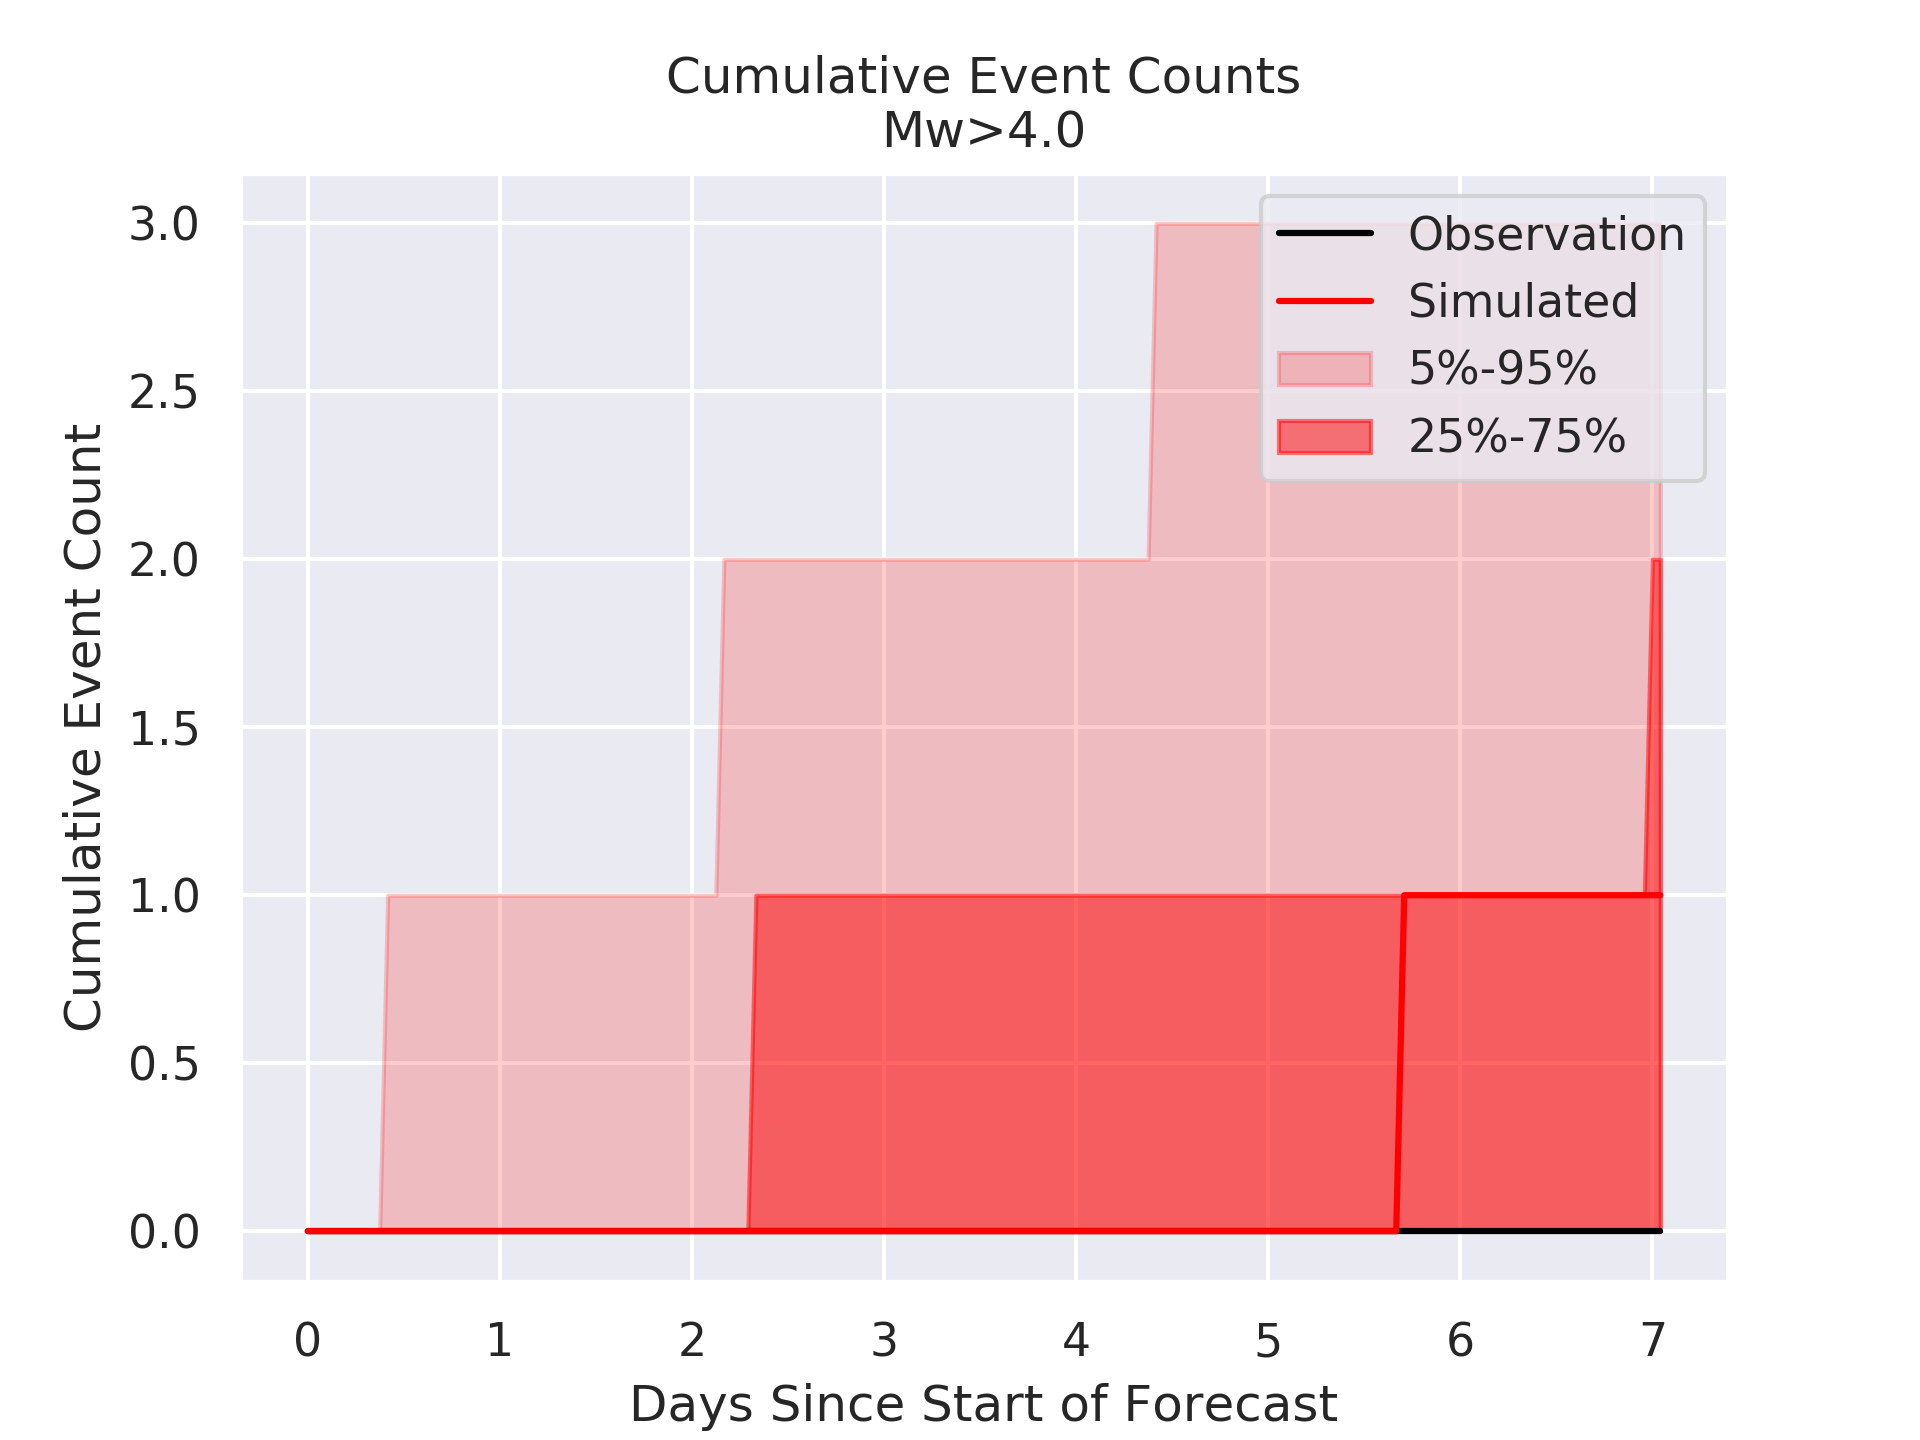 Cumulative Event Counts
Mw>4.0
Cumulative Event Count
3.0
2.5
2.0
1.5
1.0
0.5
0.0
Observation
Simulated
5%-95%
25%-75%
0 1 2 3 4 5 6 7
Days Since Start of Forecast